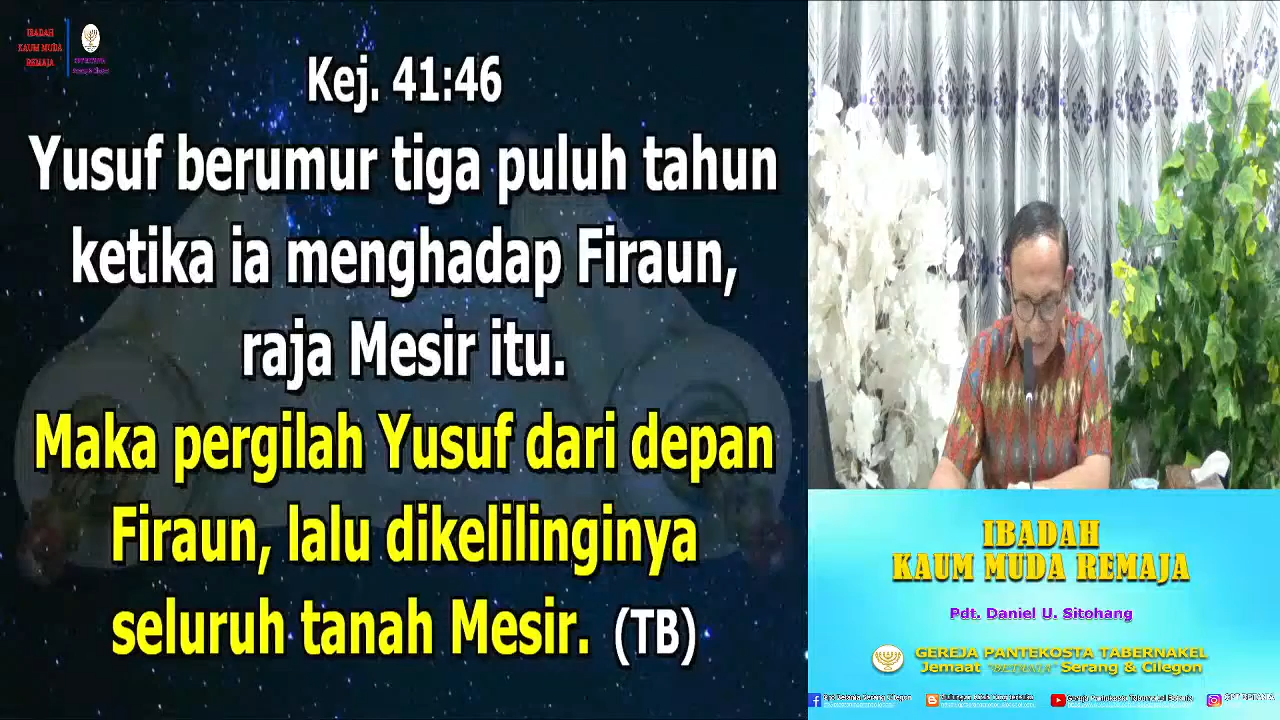 IBADAH
KAUM MUDA
REMAJA
Kej. 41:46
Yusuf berumur tiga puluh tahun
ketika ia menghadap Firaun,
raja Mesir itu.
Maka pergilah Yusuf dari depan
Firaun, lalu dikelilinginya
seluruh tanah Mesir. (TB)
IBADAH
KAUM MUDA REMAJA
Pdt. Daniel U. Sitohang
GEREJA PANTEKOSTA TABERNAKEL
Jemaat "BETANIA" Serang & Cilegon